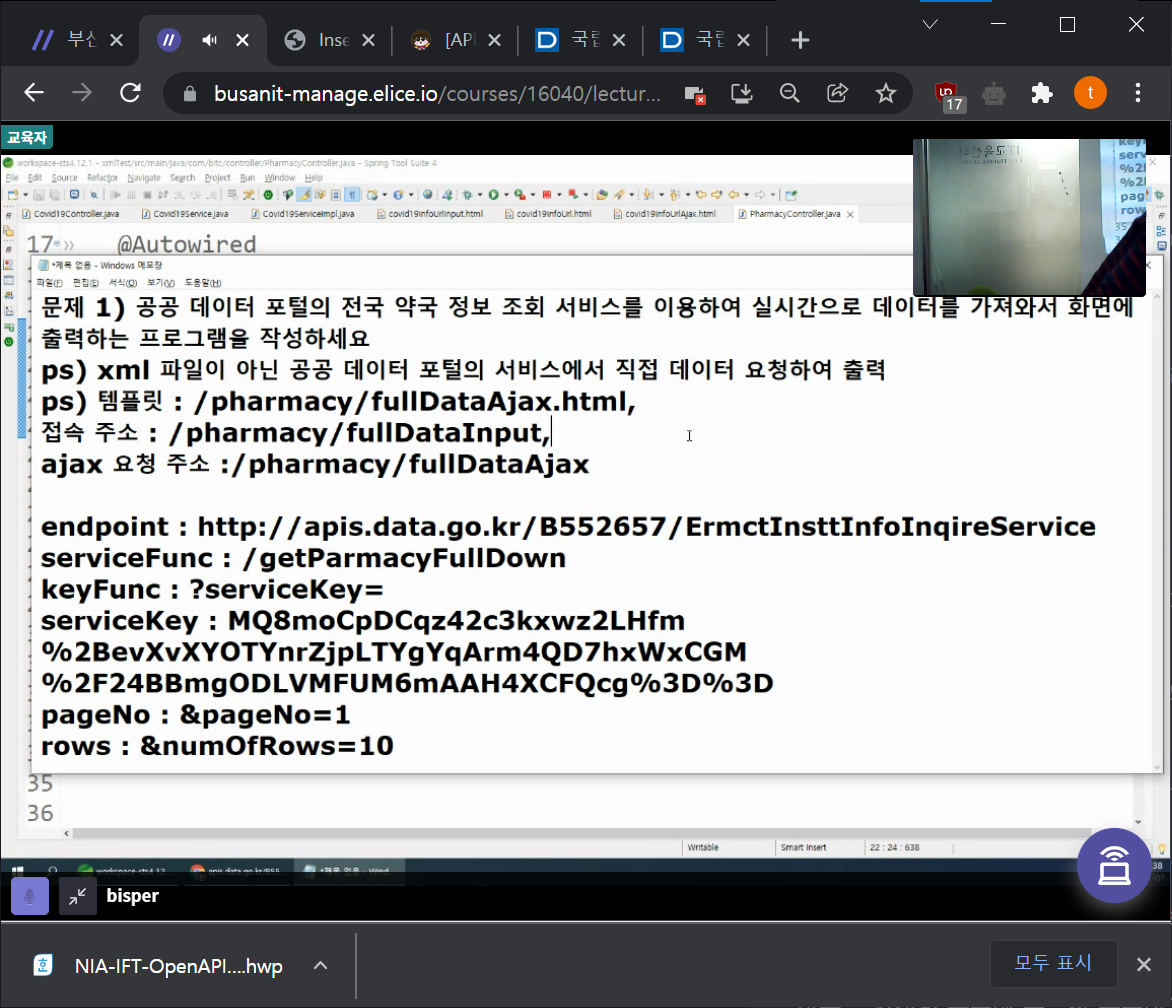 부산
Inse
[API
국립
국립
busanit-manage.elice.io/courses/16040/lectur...
17
t
교육자
workspace-sts4.12.1 - xmlTest/src/main/java/com/bitc/controller/PharmacyController.java - Spring Tool Suite 4
File Edit Source Refactor Navigate Search Project Run Window Help
Covid19Controller.java Covid19Service.java Covid19ServiceImpl.java covid19InfoUrlInput.html covid19InfoUrl.html covid19InfoUrlAjax.html PharmacyController.java
17 @Autowired
*제목 없음 - Windows 메모장
파일(F) 편집(E) 서식(O) 보기(V) 도움말(H)
문제 1) 공공 데이터 포털의 전국 약국 정보 조회 서비스를 이용하여 실시간으로 데이터를 가져와서 화면에
출력하는 프로그램을 작성하세요
ps) xml 파일이 아닌 공공 데이터 포털의 서비스에서 직접 데이터 요청하여 출력
ps) 템플릿 : /pharmacy/fullDataAjax.html,
접속 주소 : /pharmacy/fullDataInput,
ajax 요청 주소 :/pharmacy/fullDataAjax
endpoint : http://apis.data.go.kr/B552657/ErmctInsttInfoInqireService
serviceFunc : /getParmacyFullDown
keyFunc : ?serviceKey=
serviceKey : MQ8moCpDCqz42c3kxwz2LHfm
%2BevXvXYOTYnrZjpLTYgYqArm4QD7hxWxCGM
%2F24BBmgODLVMFUM6mAAH4XCFQcg%3D%3D
pageNo : &pageNo=1
rows : &numOfRows=10
35
36
Writable Smart Insert 22 : 24 : 638
workspace-sts4.12... apis.data.go.kr/B55... *제목 없음 - Wind...
bisper
NIA-IFT-OpenAPI....hwp
모두 표시